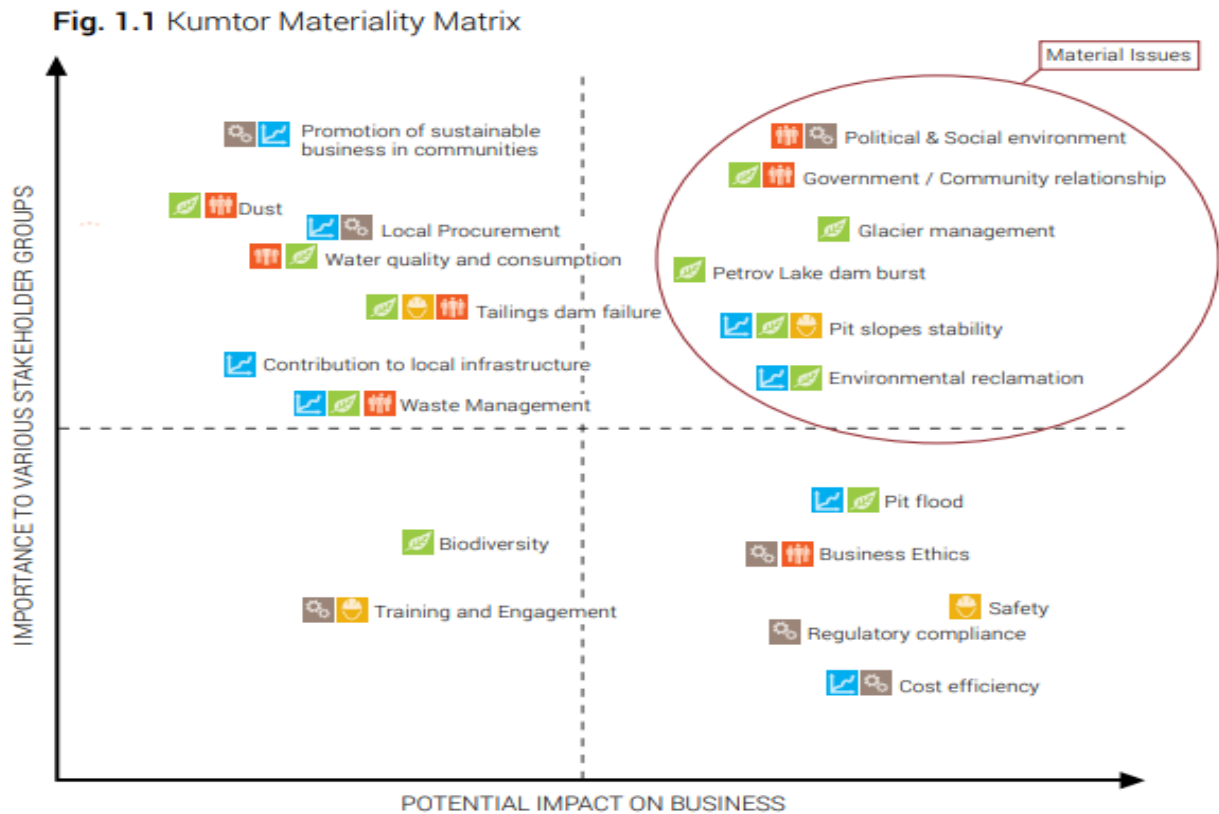 Fig. 1.1 Kumtor Materiality Matrix
Material Issues
Promotion of sustainable
business in communities
Political & Social environment
Government / Community relationship
Dust
Local Procurement
Glacier management
Water quality and consumption
Petrov Lake dam burst
Tailings dam failure
Pit slopes stability
Contribution to local infrastructure
Environmental reclamation
Waste Management
IMPORTANCE TO VARIOUS STAKEHOLDER GROUPS
Pit flood
Biodiversity
Business Ethics
Training and Engagement
Safety
Regulatory compliance
Cost efficiency
POTENTIAL IMPACT ON BUSINESS